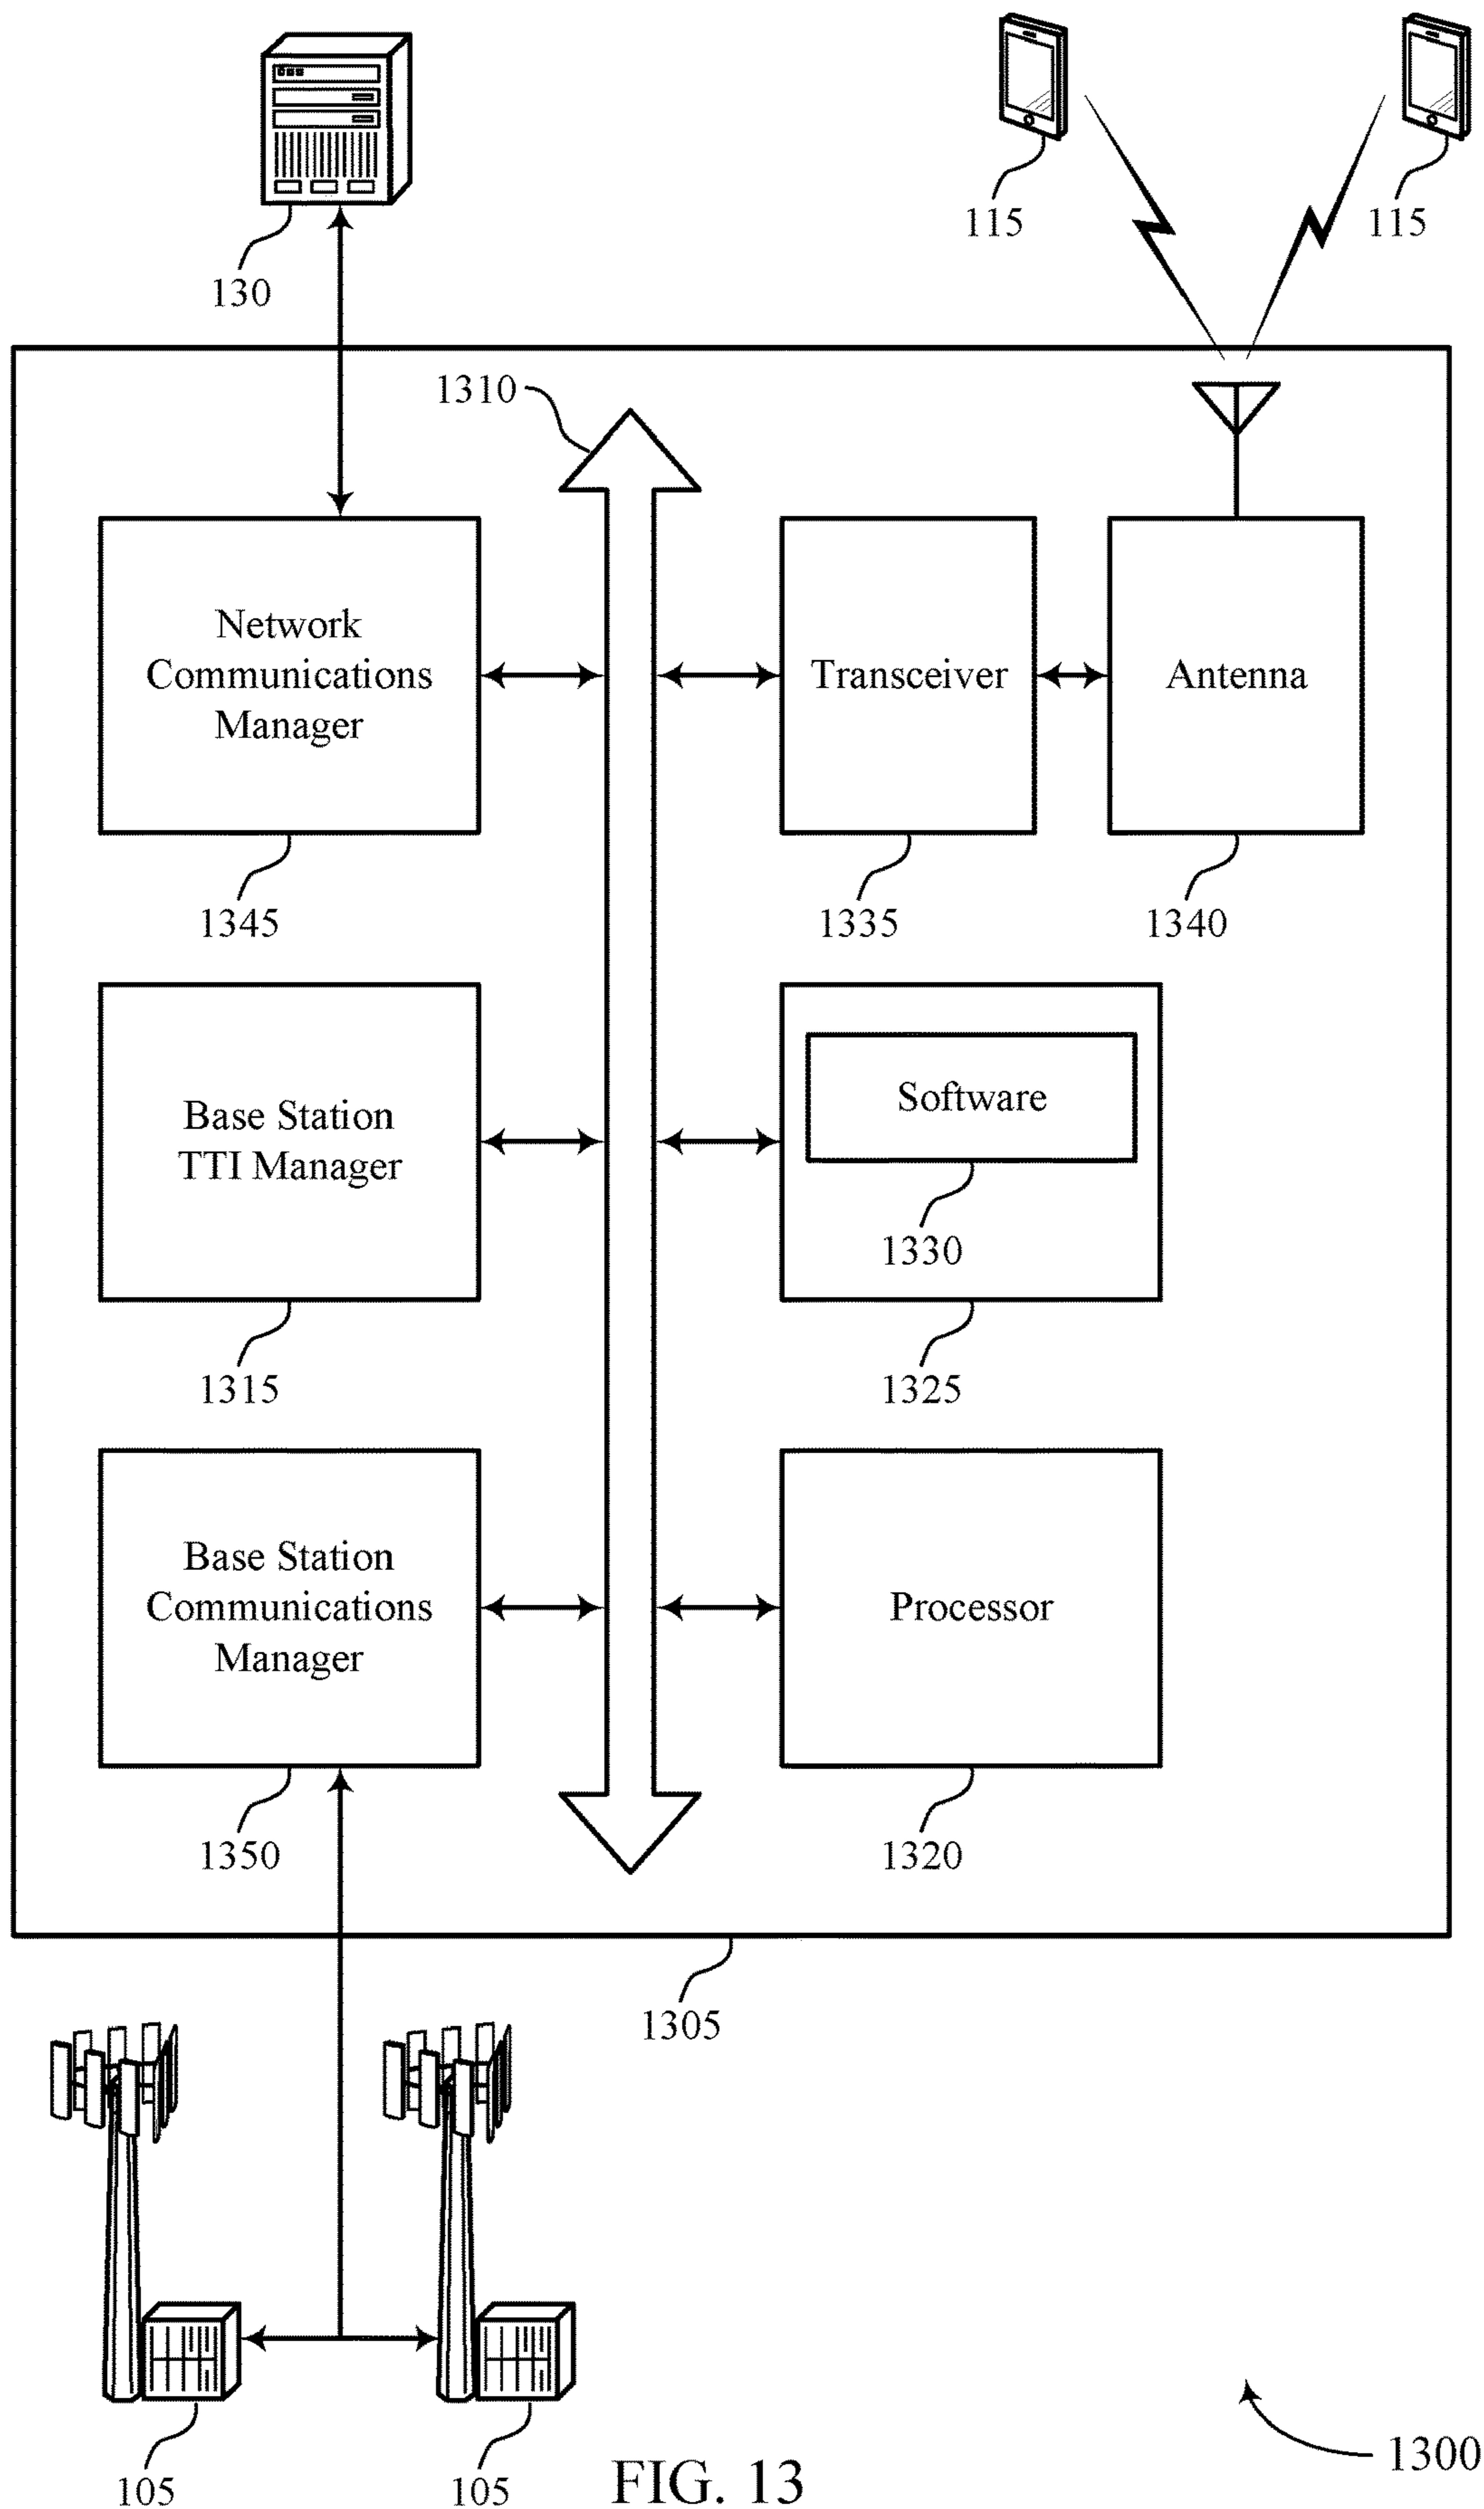 115
115
130
1310
Network
Communications
Manager
Transceiver
Antenna
1345
1335
1340
Base Station
TTI Manager
Software
1330
1315
1325
Base Station
Communications
Manager
Processor
1350
1320
1305
105
105
FIG. 13
1300